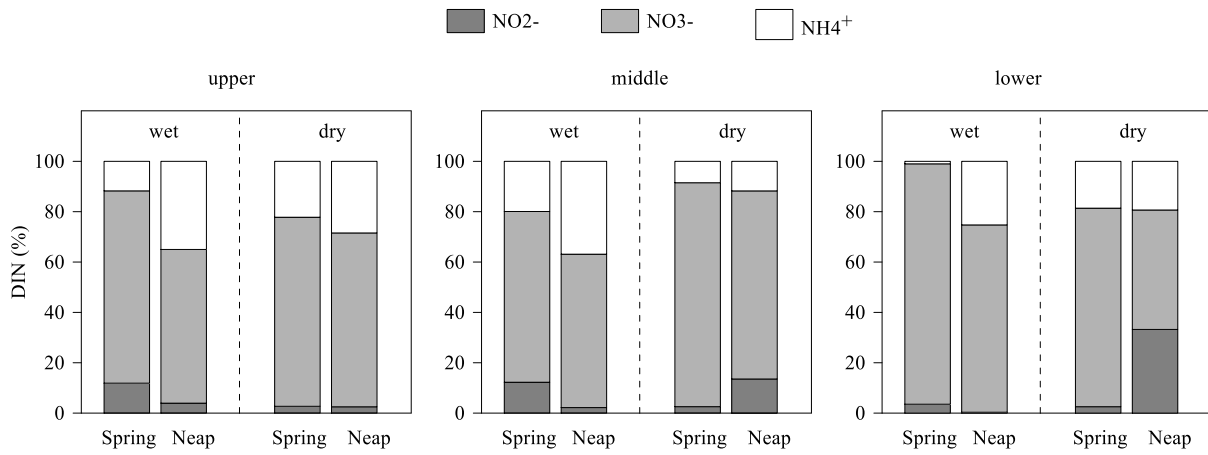 NO2- NO3- NH4+
upper middle lower
wet dry wet dry wet dry
100 100 100
80 80 80
60 60 60
40 40 40
20 20 20
0 0 0
DIN (%)
Spring Neap Spring Neap Spring Neap Spring Neap Spring Neap Spring Neap